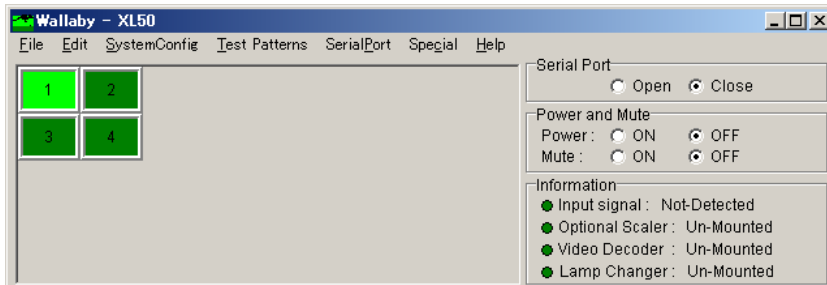 Wallaby - XL50
File Edit SystemConfig Test Patterns SerialPort Special Help
1 2
3 4
Serial Port
Open Close
Power and Mute
Power : ON OFF
Mute : ON OFF
Information
Input signal : Not-Detected
Optional Scaler : Un-Mounted
Video Decoder : Un-Mounted
Lamp Changer : Un-Mounted